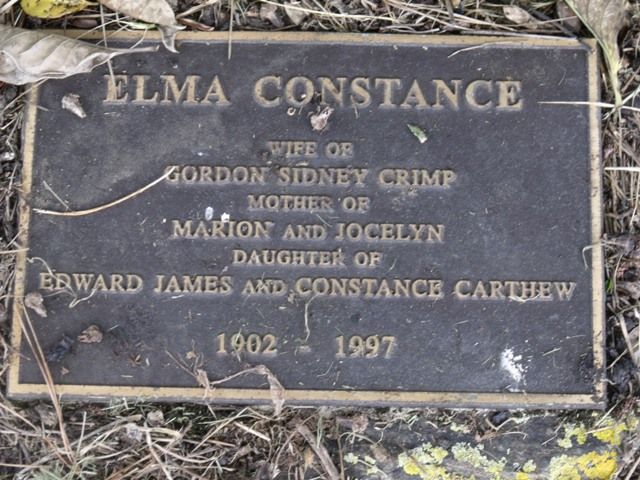 ELMA CONSTANCE
WIFE OF
GORDON SIDNEY CRIMP
MOTHER OF
MARION AND JOCELYN
DAUGHTER OF
EDWARD JAMES AND CONSTANCE CARTHEW
1902 - 1997